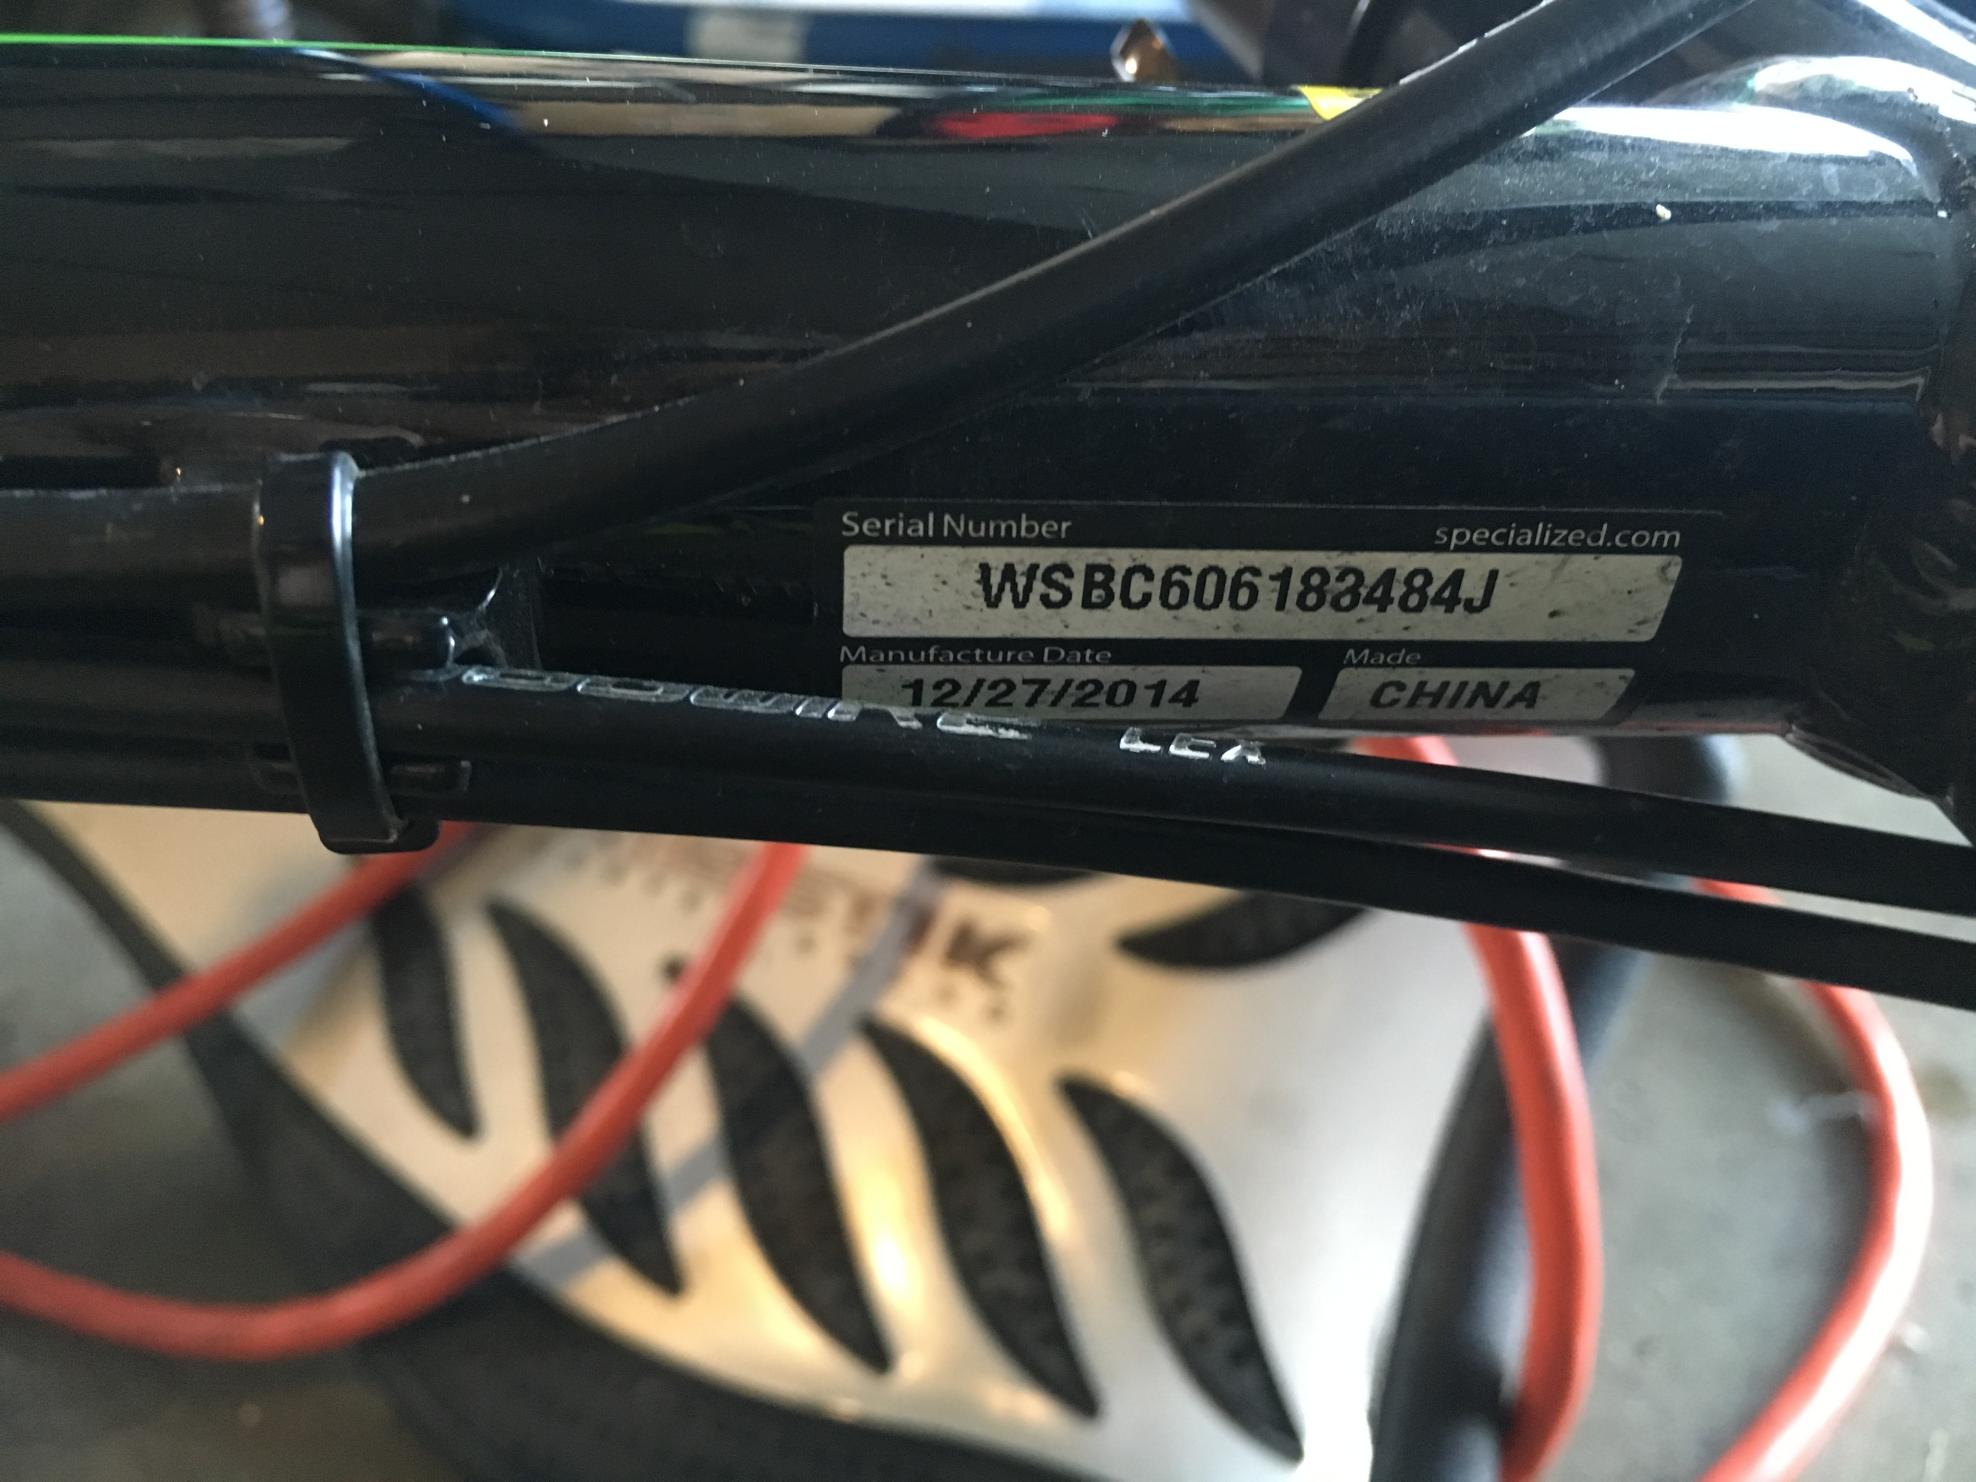 Serial Number specialized.com
WSBC606183484J
Manufacture Date Made
12/27/2014 CHINA